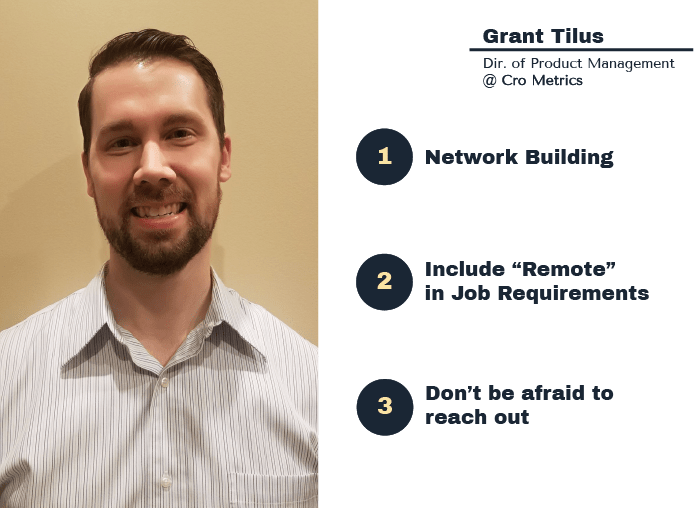 Grant Tilus
Dir. of Product Management
@ Cro Metrics
1 Network Building
2 Include “Remote”
in Job Requirements
3 Don’t be afraid to
reach out